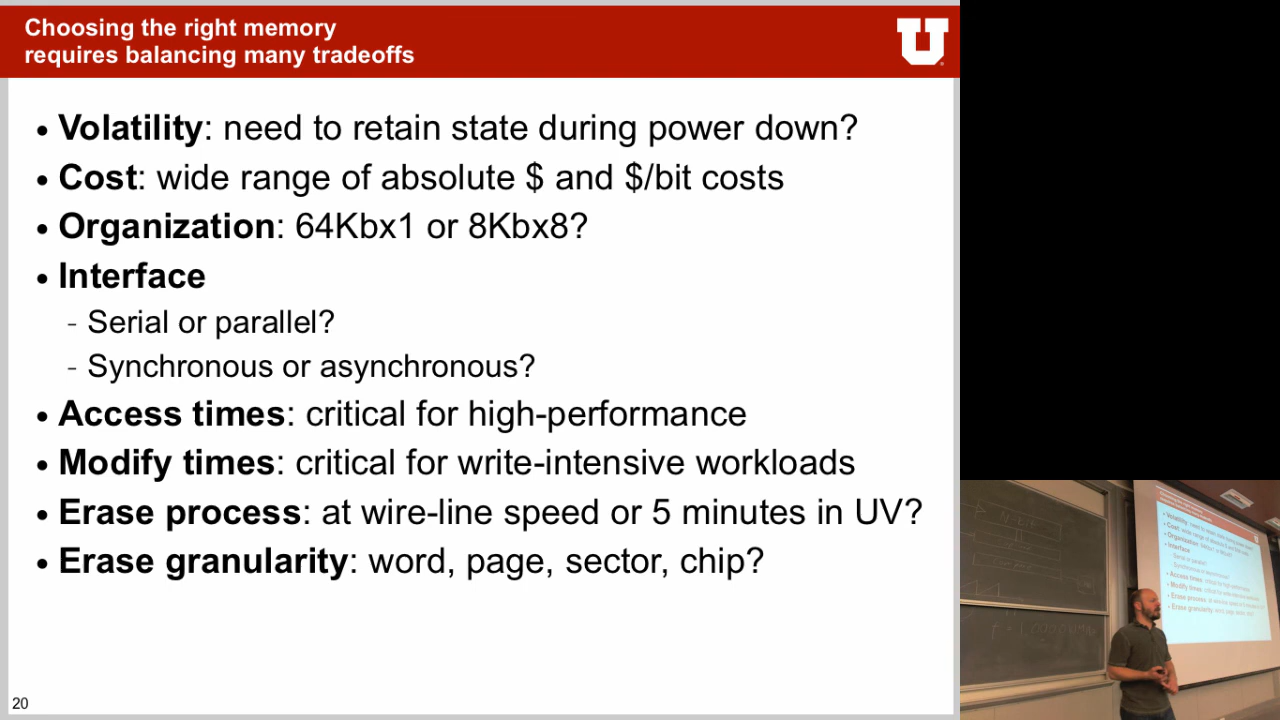 Choosing the right memory
requires balancing many tradeoffs
U
• Volatility: need to retain state during power down?
• Cost: wide range of absolute $ and $/bit costs
• Organization: 64Kbx1 or 8Kbx8?
• Interface
- Serial or parallel?
- Synchronous or asynchronous?
• Access times: critical for high-performance
• Modify times: critical for write-intensive workloads
• Erase process: at wire-line speed or 5 minutes in UV?
• Erase granularity: word, page, sector, chip?
20